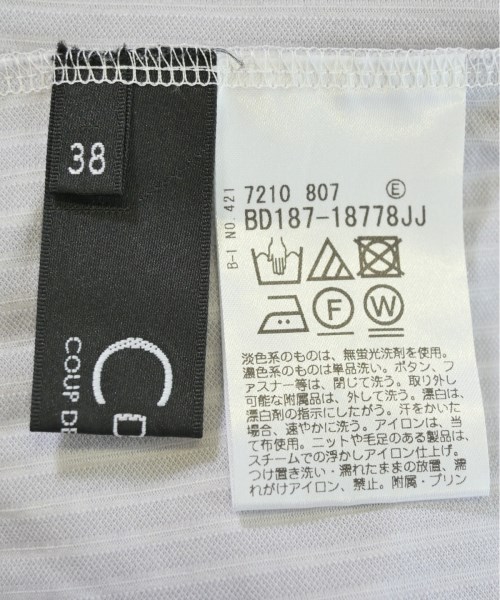 38
C D
COUP DE
B-I NO. 421
7210 807 Ⓔ
BD187-18778JJ
F W
淡色系のものは、無蛍光洗剤を使用。
濃色系のものは単品洗い。ボタン、フ
ァスナー等は、閉じて洗う。取り外し
可能な附属品は、外して洗う。漂白は、
漂白剤の指示にしたがう。汗をかいた
場合、速やかに洗う。アイロンは、当
て布使用。ニットや毛足のある製品は、
スチームでの浮かしアイロン仕上げ。
つけ置き洗い・濡れたままの放置、濡
れがけアイロン、禁止。附属・プリン